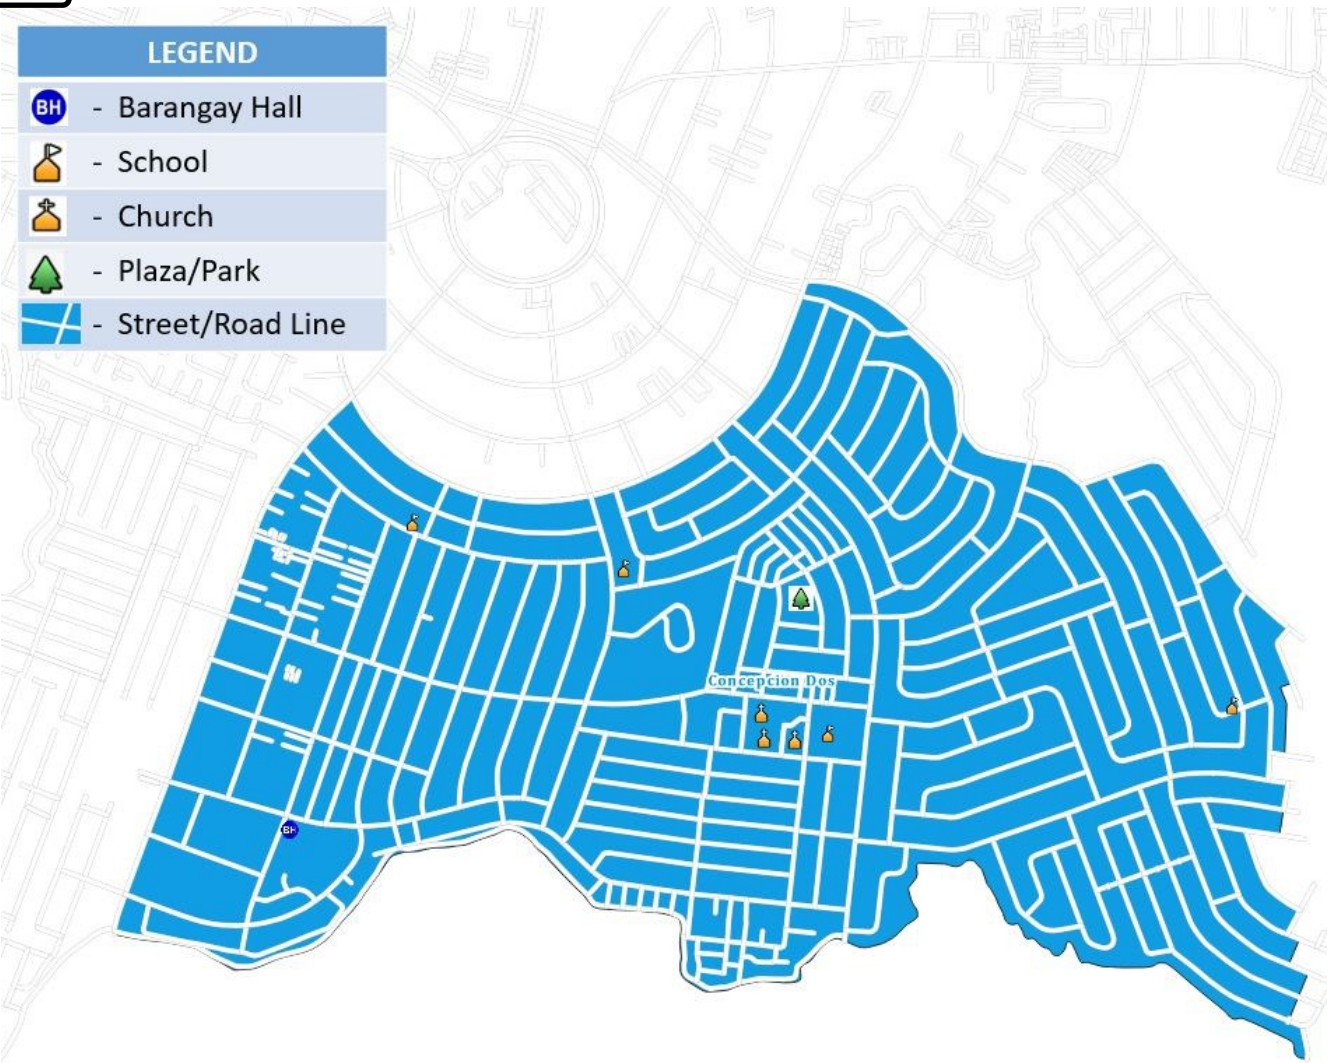 LEGEND
BH - Barangay Hall
- School
- Church
- Plaza/Park
- Street/Road Line
Concepcion Dos
BH